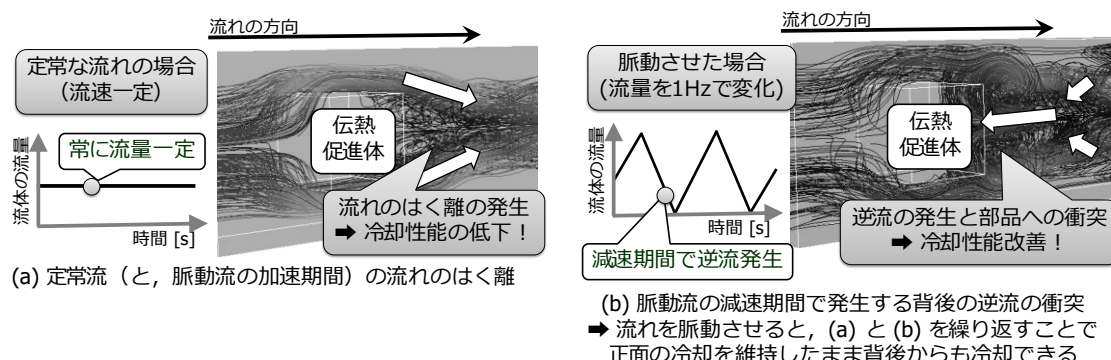 流れの方向
定常な流れの場合
（流速一定）
常に流量一定
流体の流量
時間 [s]
伝熱
促進体
流れのはく離の発生
➡ 冷却性能の低下！
(a) 定常流（と，脈動流の加速期間）の流れのはく離
流れの方向
脈動させた場合
(流量を1Hzで変化)
流体の流量
時間 [s]
減速期間で逆流発生
伝熱
促進体
逆流の発生と部品への衝突
➡ 冷却性能改善！
(b) 脈動流の減速期間で発生する背後の逆流の衝突
➡ 流れを脈動させると，(a) と (b) を繰り返すことで
正面の冷却を維持したまま背後からも冷却できる